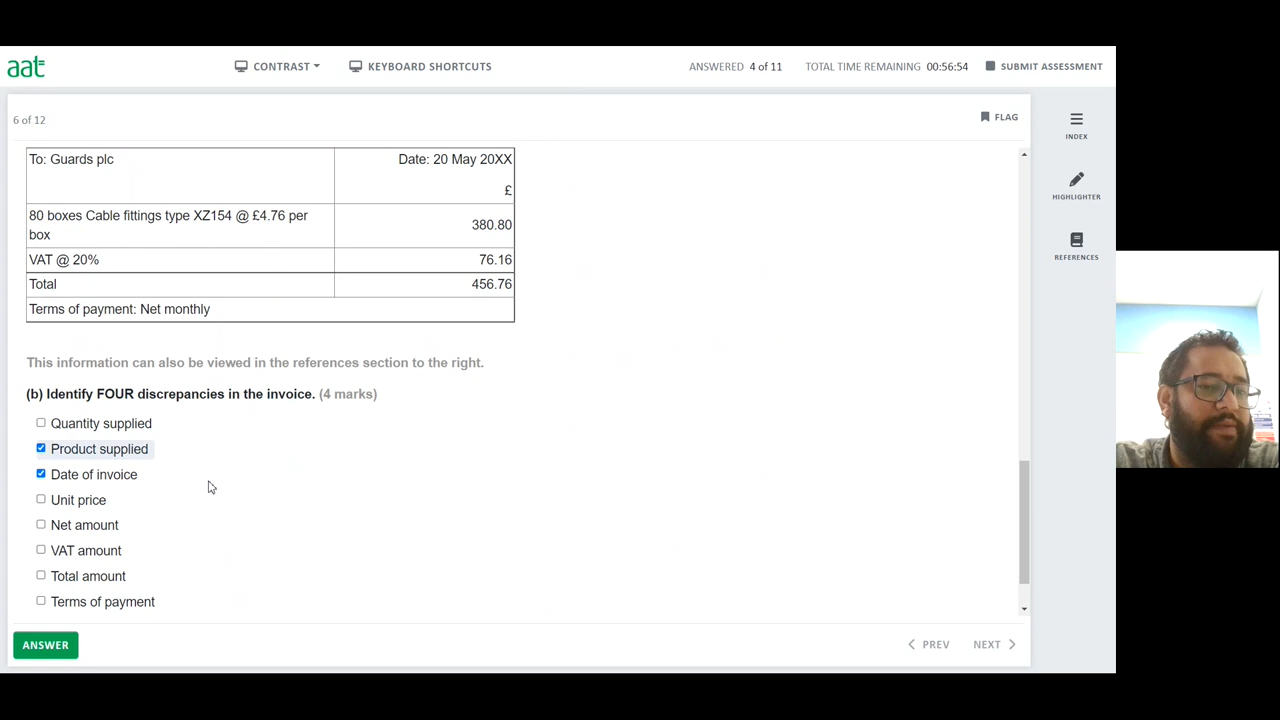 aat
CONTRAST
KEYBOARD SHORTCUTS
ANSWERED 4 of 11
TOTAL TIME REMAINING 00:56:54
SUBMIT ASSESSMENT
6 of 12
FLAG
INDEX
HIGHLIGHTER
REFERENCES
To: Guards plc Date: 20 May 20XX
£
80 boxes Cable fittings type XZ154 @ £4.76 per
box 380.80
VAT @ 20% 76.16
Total 456.76
Terms of payment: Net monthly
This information can also be viewed in the references section to the right.
(b) Identify FOUR discrepancies in the invoice. (4 marks)
Quantity supplied
Product supplied
Date of invoice
Unit price
Net amount
VAT amount
Total amount
Terms of payment
ANSWER
PREV
NEXT